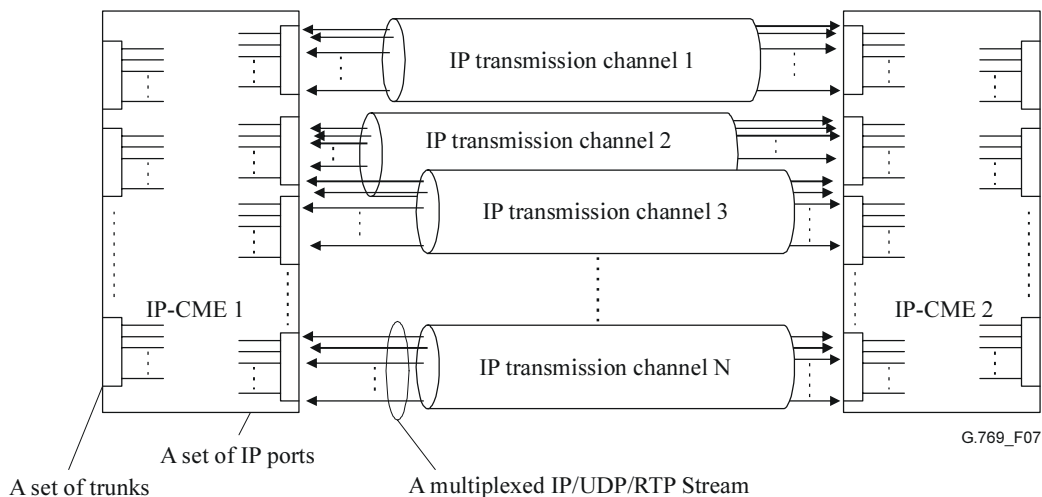 IP transmission channel 1
IP transmission channel 2
IP transmission channel 3
IP-CME 1
IP-CME 2
IP transmission channel N
G.769_F07
A set of IP ports
A set of trunks
A multiplexed IP/UDP/RTP Stream